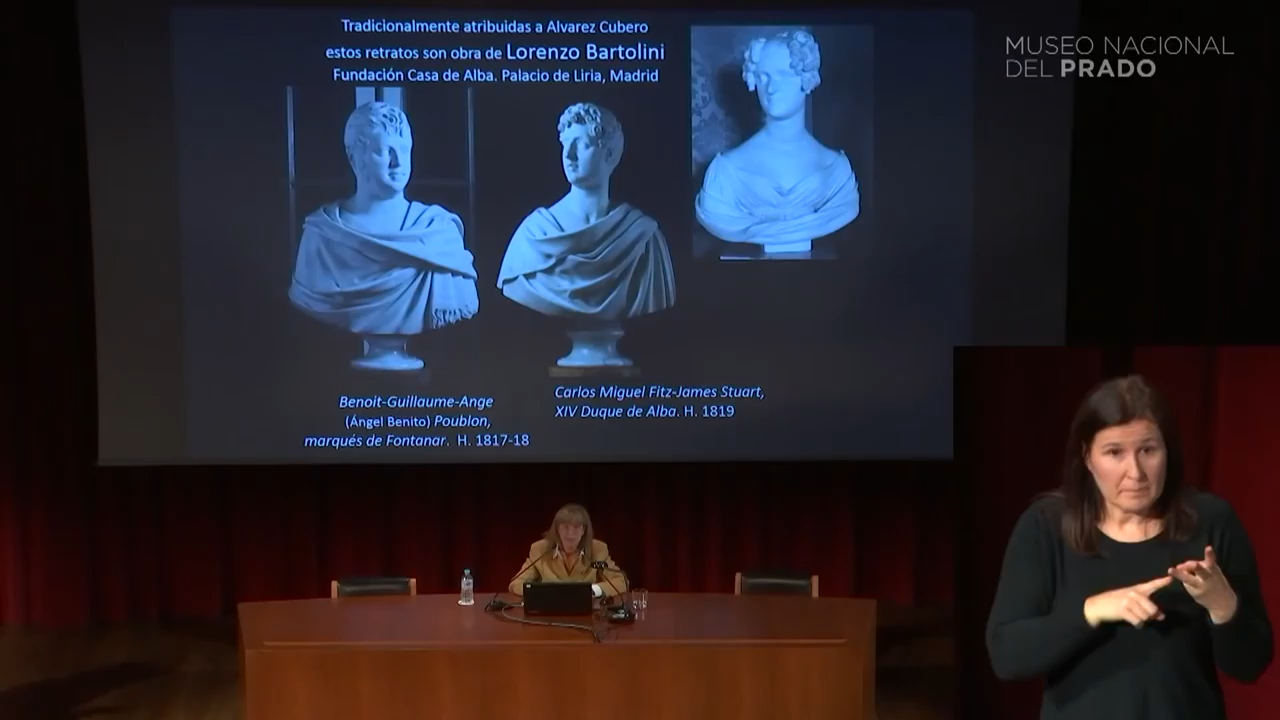 Tradicionalmente atribuidas a Alvarez Cubero
estos retratos son obra de Lorenzo Bartolini
Fundación Casa de Alba. Palacio de Liria, Madrid
MUSEO NACIONAL
DEL PRADO
Benoit-Guillaume-Ange
(Ángel Benito) Poublon,
marqués de Fontanar. H. 1817-18
Carlos Miguel Fitz-James Stuart,
XIV Duque de Alba. H. 1819